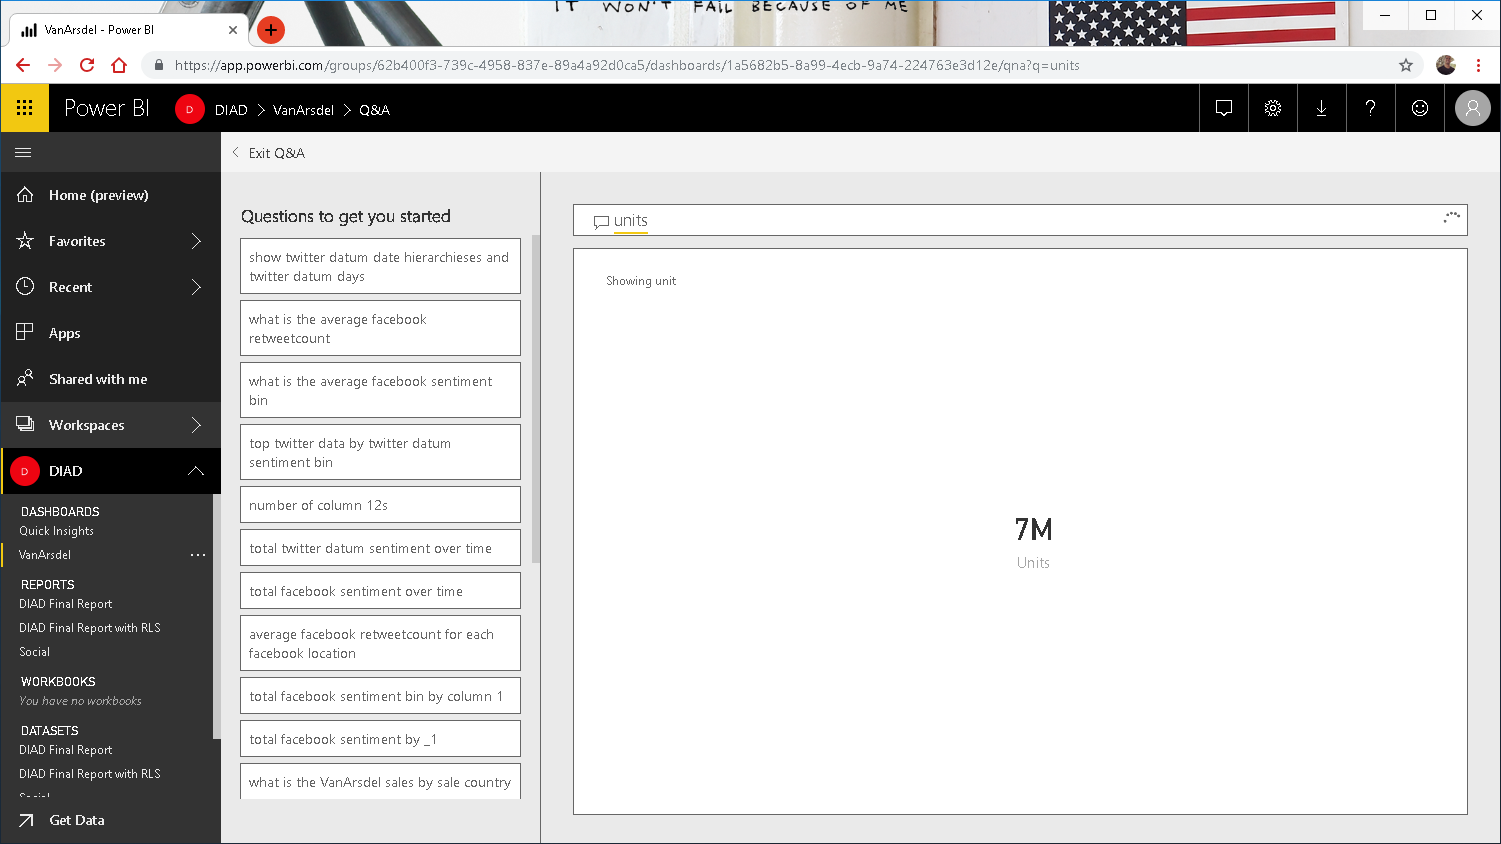 IT WON'T FAIL BECAUSE OF ME
VanArsdel - Power BI
https://app.powerbi.com/groups/62b400f3-739c-4958-837e-89a4a92d0ca5/dashboards/1a5682b5-8a99-4ecb-9a74-224763e3d12e/qna?q=units
Power BI
D
DIAD
VanArsdel
Q&A
?
Exit Q&A
Home (preview)
Favorites
Recent
Apps
Shared with me
Workspaces
D
DIAD
DASHBOARDS
Quick Insights
VanArsdel
REPORTS
DIAD Final Report
DIAD Final Report with RLS
Social
WORKBOOKS
You have no workbooks
DATASETS
DIAD Final Report
DIAD Final Report with RLS
Get Data
Questions to get you started
show twitter datum date hierarchieses and
twitter datum days
what is the average facebook
retweetcount
what is the average facebook sentiment
bin
top twitter data by twitter datum
sentiment bin
number of column 12s
total twitter datum sentiment over time
total facebook sentiment over time
average facebook retweetcount for each
facebook location
total facebook sentiment bin by column 1
total facebook sentiment by _1
what is the VanArsdel sales by sale country
units
Showing unit
7M
Units